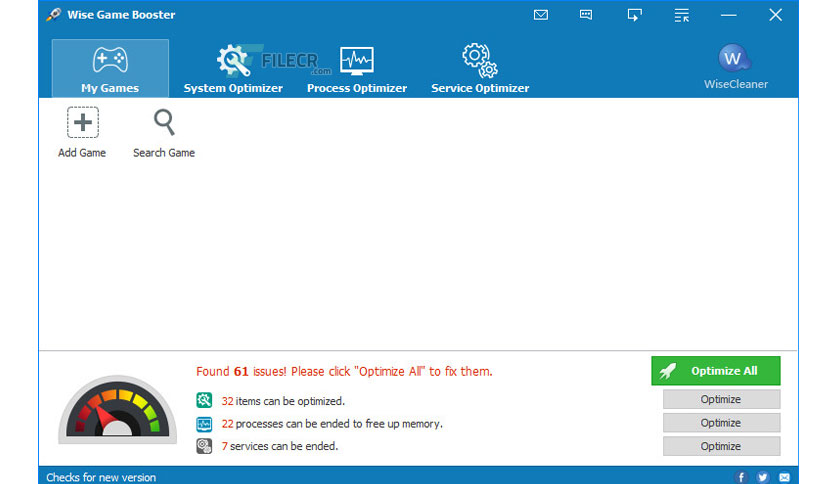 Wise Game Booster
My Games
System Optimizer
FILECR
.com
Process Optimizer
Service Optimizer
W
WiseCleaner
Add Game
Search Game
Found 61 issues! Please click "Optimize All" to fix them.
Optimize All
32 items can be optimized.
Optimize
22 processes can be ended to free up memory.
Optimize
7 services can be ended.
Optimize
Checks for new version